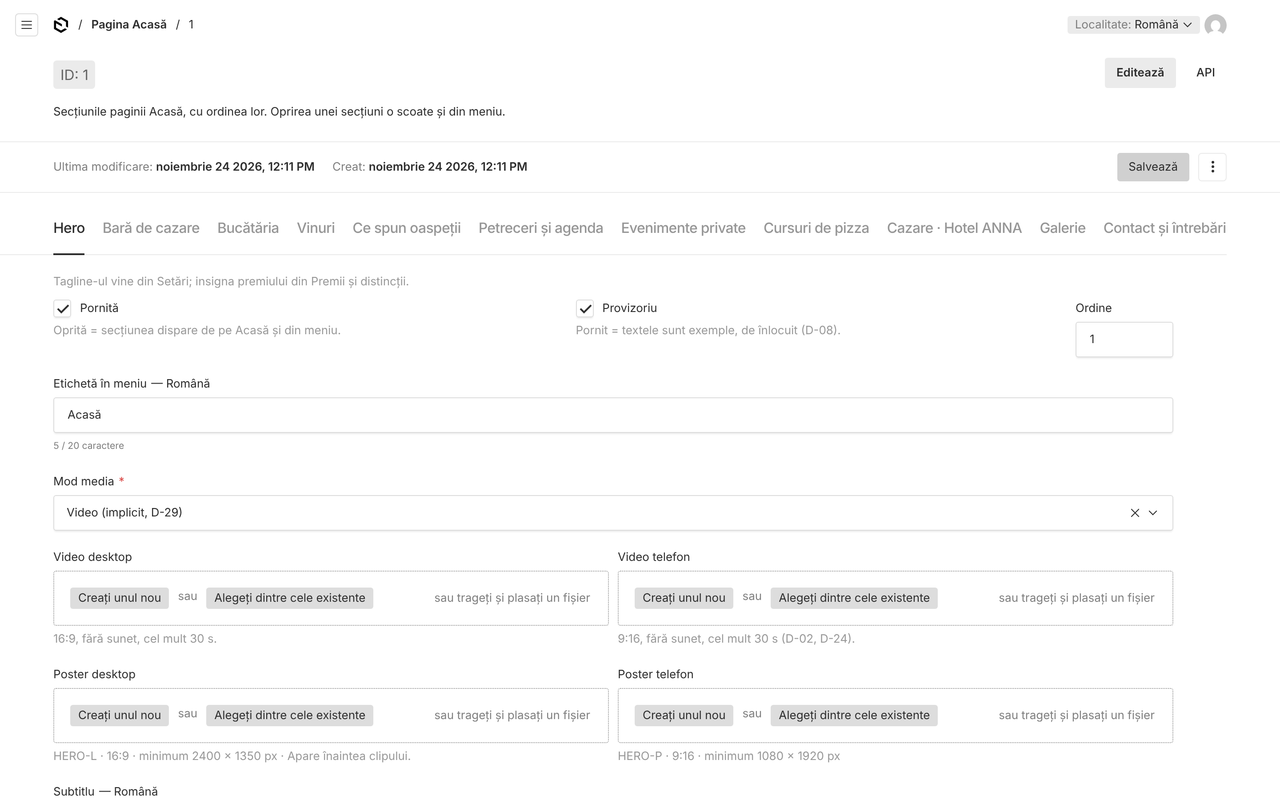 / Pagina Acasă / 1
Localitate: Română
ID: 1
Editează API
Secțiunile paginii Acasă, cu ordinea lor. Oprirea unei secțiuni o scoate și din meniu.
Ultima modificare: noiembrie 24 2026, 12:11 PM Creat: noiembrie 24 2026, 12:11 PM
Salvează
Hero Bară de cazare Bucătăria Vinuri Ce spun oaspeții Petreceri și agenda Evenimente private Cursuri de pizza Cazare · Hotel ANNA Galerie Contact și întrebări
Tagline-ul vine din Setări; insigna premiului din Premii și distincții.
Pornită
Oprită = secțiunea dispare de pe Acasă și din meniu.
Provizoriu
Pornit = textele sunt exemple, de înlocuit (D-08).
Ordine
1
Etichetă în meniu — Română
Acasă
5 / 20 caractere
Mod media *
Video (implicit, D-29)
Video desktop
Creați unul nou sau Alegeți dintre cele existente sau trageți și plasați un fișier
16:9, fără sunet, cel mult 30 s.
Video telefon
Creați unul nou sau Alegeți dintre cele existente sau trageți și plasați un fișier
9:16, fără sunet, cel mult 30 s (D-02, D-24).
Poster desktop
Creați unul nou sau Alegeți dintre cele existente sau trageți și plasați un fișier
HERO-L · 16:9 · minimum 2400 × 1350 px · Apare înaintea clipului.
Poster telefon
Creați unul nou sau Alegeți dintre cele existente sau trageți și plasați un fișier
HERO-P · 9:16 · minimum 1080 × 1920 px
Subtitlu — Română